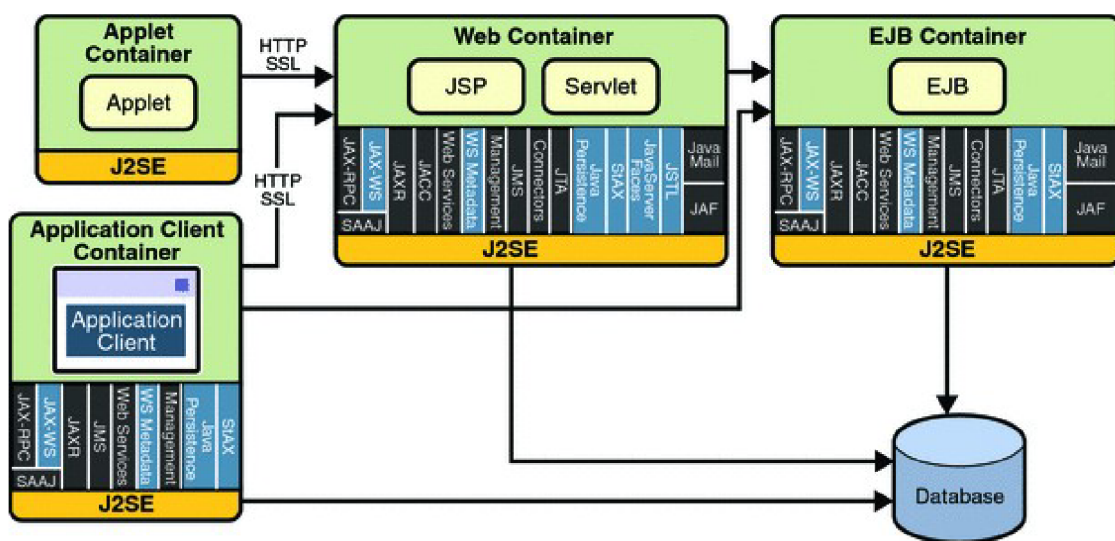 Applet
Container
Applet
J2SE
HTTP
SSL
HTTP
SSL
Web Container
JSP
Servlet
JAX-RPC
JAX-WS
SAAJ
JAXR
JACC
Web Services
WS Metadata
Management
JMS
Connectors
JTA
Java
Persistence
StAX
JavaServer
Faces
JSTL
Java
Mail
JAF
J2SE
EJB Container
EJB
JAX-RPC
JAX-WS
SAAJ
JAXR
JACC
Web Services
WS Metadata
Management
JMS
Connectors
JTA
Java
Persistence
StAX
Java
Mail
JAF
J2SE
Application Client
Container
Application
Client
JAX-RPC
JAX-WS
SAAJ
JAXR
JMS
Web Services
WS Metadata
Management
Java
Persistence
StAX
J2SE
Database